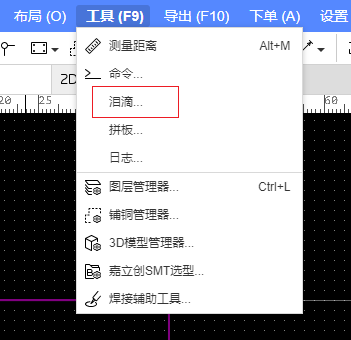 布局 (O) 工具 (F9) 导出 (F10) 下单 (A) 设置
测量距离 Alt+M
2D
命令...
20 25 60
泪滴...
拼板...
日志...
图层管理器... Ctrl+L
铺铜管理器...
3D模型管理器...
嘉立创SMT选型...
焊接辅助工具...